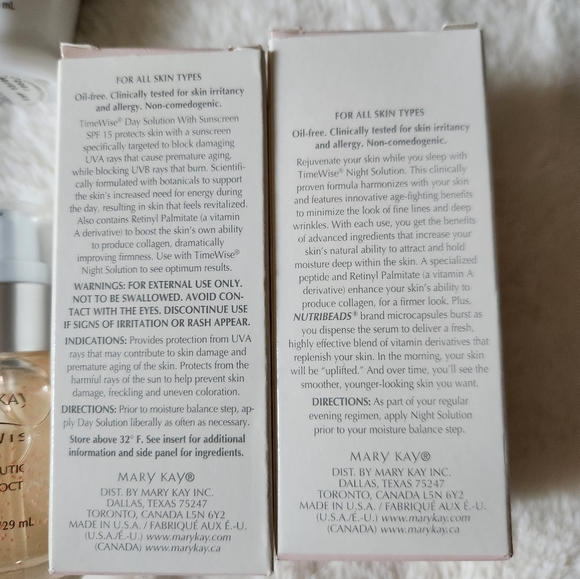 mL
FOR ALL SKIN TYPES
Oil-free. Clinically tested for skin irritancy
and allergy. Non-comedogenic.
TimeWise® Day Solution With Sunscreen
SPF 15 protects skin with a sunscreen
specifically targeted to block damaging
UVA rays that cause premature aging,
while blocking UVB rays that burn. Scientifi-
cally formulated with botanicals to support
the skin's increased need for energy during
the day, resulting in skin that feels revitalized.
Also contains Retinyl Palmitate (a vitamin
A derivative) to boost the skin's own ability
to produce collagen, dramatically
improving firmness. Use with TimeWise®
Night Solution to see optimum results.
WARNINGS: FOR EXTERNAL USE ONLY.
NOT TO BE SWALLOWED. AVOID CON-
TACT WITH THE EYES. DISCONTINUE USE
IF SIGNS OF IRRITATION OR RASH APPEAR.
INDICATIONS: Provides protection from UVA
rays that may contribute to skin damage and
premature aging of the skin. Protects from the
harmful rays of the sun to help prevent skin
damage, freckling and uneven coloration.
DIRECTIONS: Prior to moisture balance step, ap-
ply Day Solution liberally as often as necessary.
Store above 32° F. See insert for additional
information and side panel for ingredients.
MARY KAY®
DIST. BY MARY KAY INC.
DALLAS, TEXAS 75247
TORONTO, CANADA L5N 6Y2
MADE IN U.S.A. / FABRIQUÉ AUX É.-U.
(U.S.A./É.-U.) www.marykay.com
(CANADA) www.marykay.ca
FOR ALL SKIN TYPES
Oil-free. Clinically tested for skin irritancy
and allergy. Non-comedogenic.
Rejuvenate your skin while you sleep with
TimeWise® Night Solution. This clinically
proven formula harmonizes with your skin
and features innovative age-fighting benefits
to minimize the look of fine lines and deep
wrinkles. With each use, you get the benefits
of advanced ingredients that increase your
skin's natural ability to attract and hold
moisture deep within the skin. A specialized
peptide and Retinyl Palmitate (a vitamin A
derivative) enhance your skin's ability to
produce collagen, for a firmer look. Plus,
NUTRIBEADS® brand microcapsules burst as
you dispense the serum to deliver a fresh,
highly effective blend of vitamin derivatives that
replenish your skin. In the morning, your skin
will be "uplifted." And over time, you'll see the
smoother, younger-looking skin you want.
DIRECTIONS: As part of your regular
evening regimen, apply Night Solution
prior to your moisture balance step.
MARY KAY®
DIST. BY MARY KAY INC.
DALLAS, TEXAS 75247
TORONTO, CANADA L5N 6Y2
MADE IN U.S.A. / FABRIQUÉ AUX É.-U.
(U.S.A./É.-U.) www.marykay.com
(CANADA) www.marykay.ca
KAY
29 mL